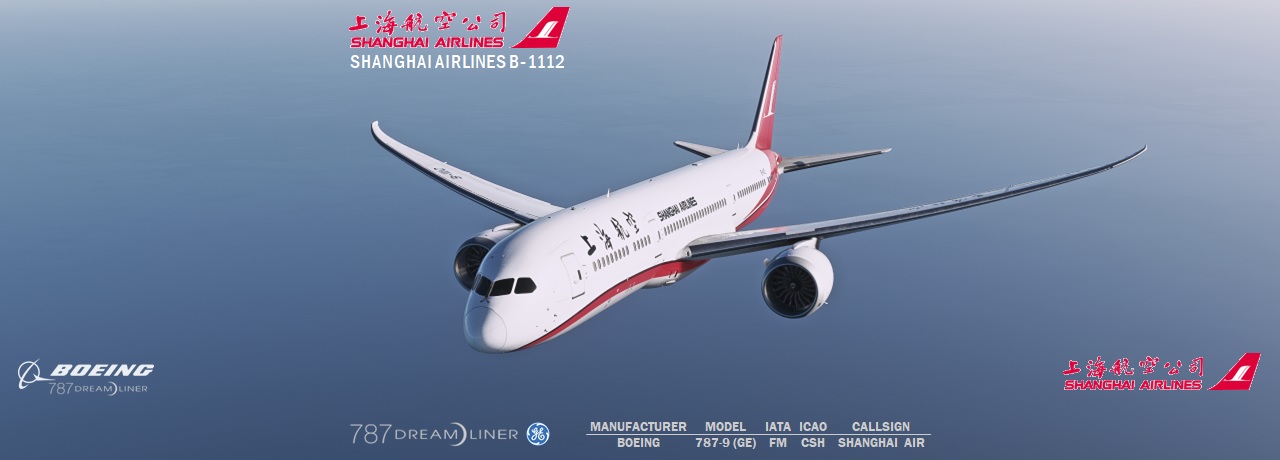 上海航空公司
SHANGHAI AIRLINES
SHANGHAI AIRLINES B-1112
上海航空
SHANGHAI AIRLINES
BOEING
787 DREAMLINER
上海航空公司
SHANGHAI AIRLINES
787 DREAMLINER
GE
MANUFACTURER MODEL IATA ICAO CALLSIGN
BOEING 787-9 (GE) FM CSH SHANGHAI AIR